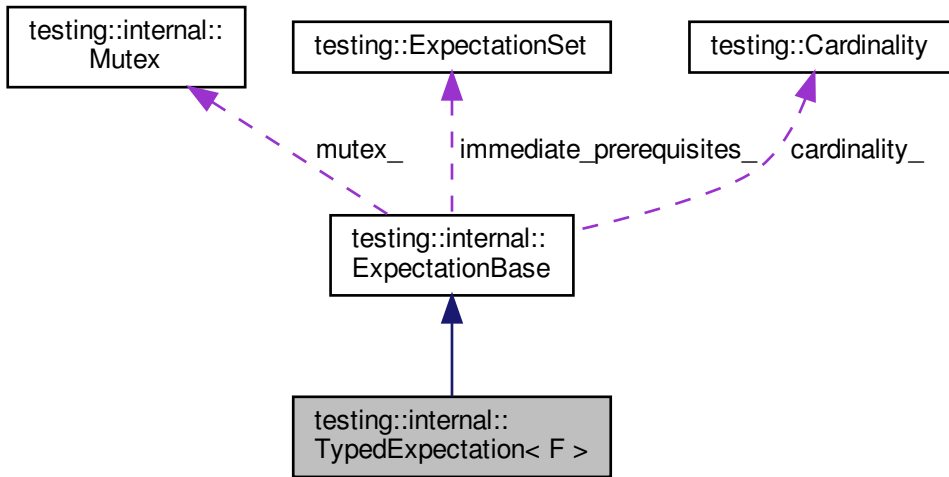 testing::internal::
Mutex
testing::ExpectationSet
testing::Cardinality
mutex_
immediate_prerequisites_
cardinality_
testing::internal::
ExpectationBase
testing::internal::
TypedExpectation< F >